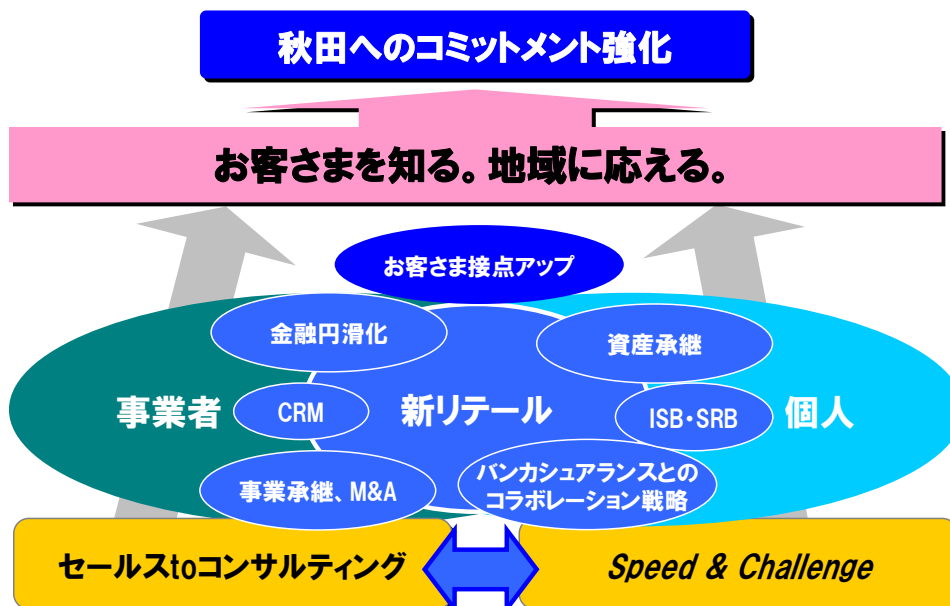 秋田へのコミットメント強化
お客さまを知る。地域に応える。
お客さま接点アップ
金融円滑化
資産承継
事業者
CRM
新リテール
ISB・SRB
個人
事業承継、M&A
バンカシュアランスとの
コラボレーション戦略
セールスtoコンサルティング
Speed & Challenge